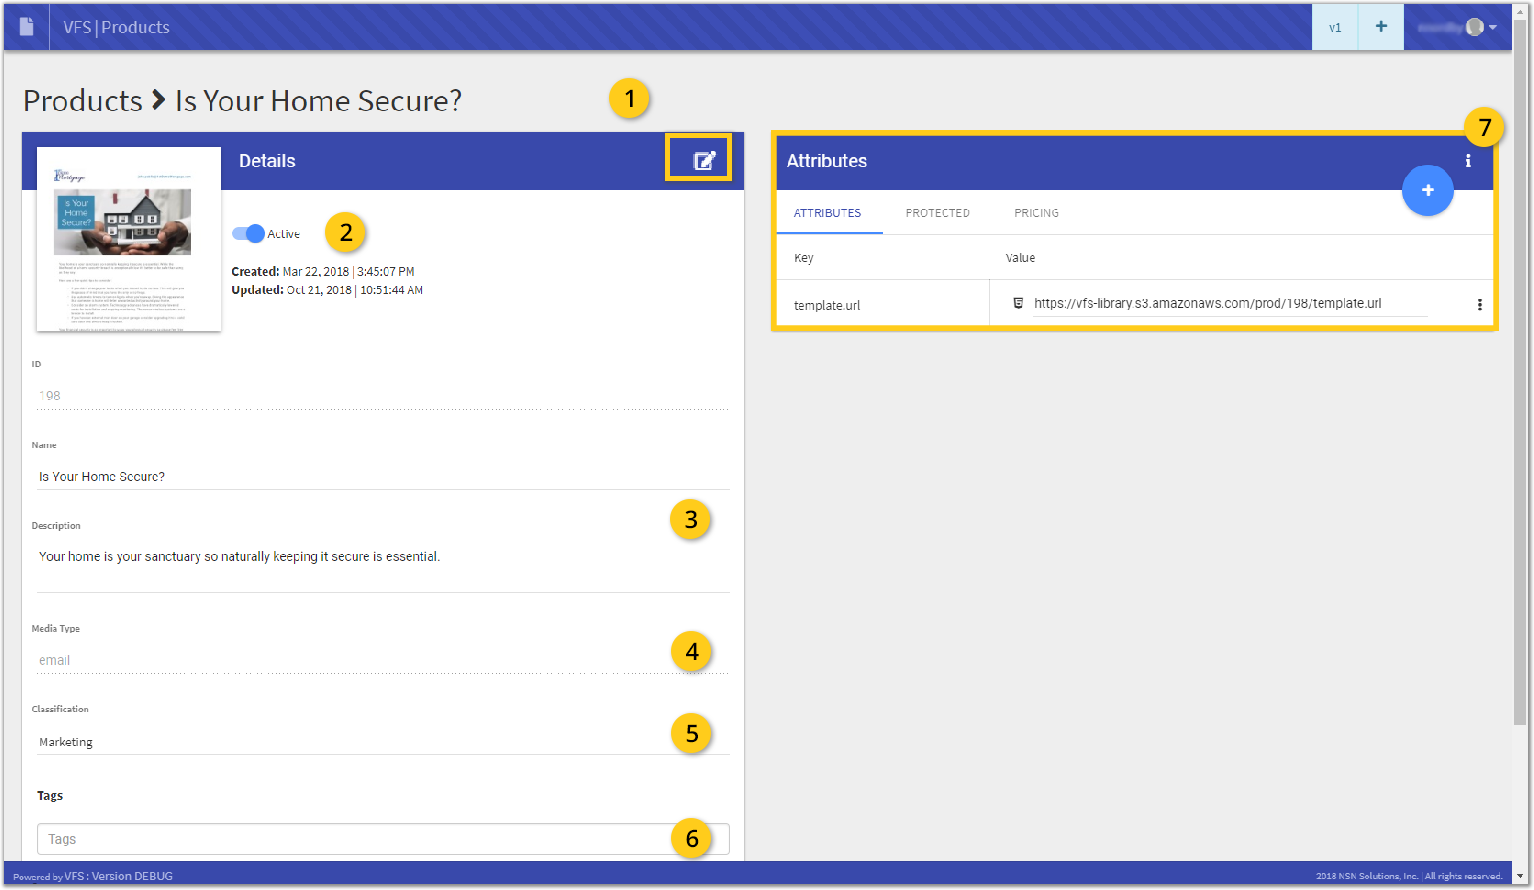 VFS|Products
v1
+
Products > Is Your Home Secure?
1
Details
Is Your
Home
Secure?
Active
2
Created: Mar 22, 2018 | 3:45:07 PM
Updated: Oct 21, 2018 | 10:51:44 AM
ID
198
Name
Is Your Home Secure?
3
Description
Your home is your sanctuary so naturally keeping it secure is essential.
Media Type
email
4
Classification
Marketing
5
Tags
Tags
6
7
Attributes
i
+
ATTRIBUTES PROTECTED PRICING
Key Value
template.url https://vfs-library.s3.amazonaws.com/prod/198/template.url
Powered by VFS : Version DEBUG
2018 NSN Solutions, Inc. | All rights reserved.